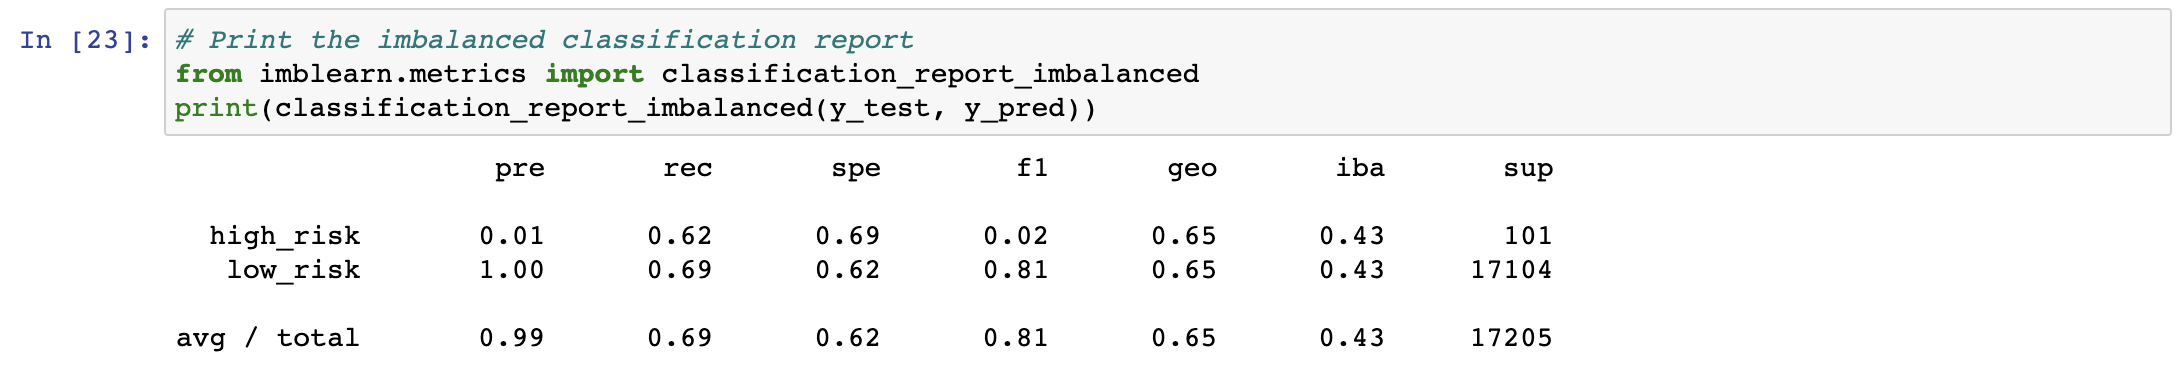 In [23]: # Print the imbalanced classification report
from imblearn.metrics import classification_report_imbalanced
print(classification_report_imbalanced(y_test, y_pred))
pre rec spe f1 geo iba sup
high_risk 0.01 0.62 0.69 0.02 0.65 0.43 101
low_risk 1.00 0.69 0.62 0.81 0.65 0.43 17104
avg / total 0.99 0.69 0.62 0.81 0.65 0.43 17205